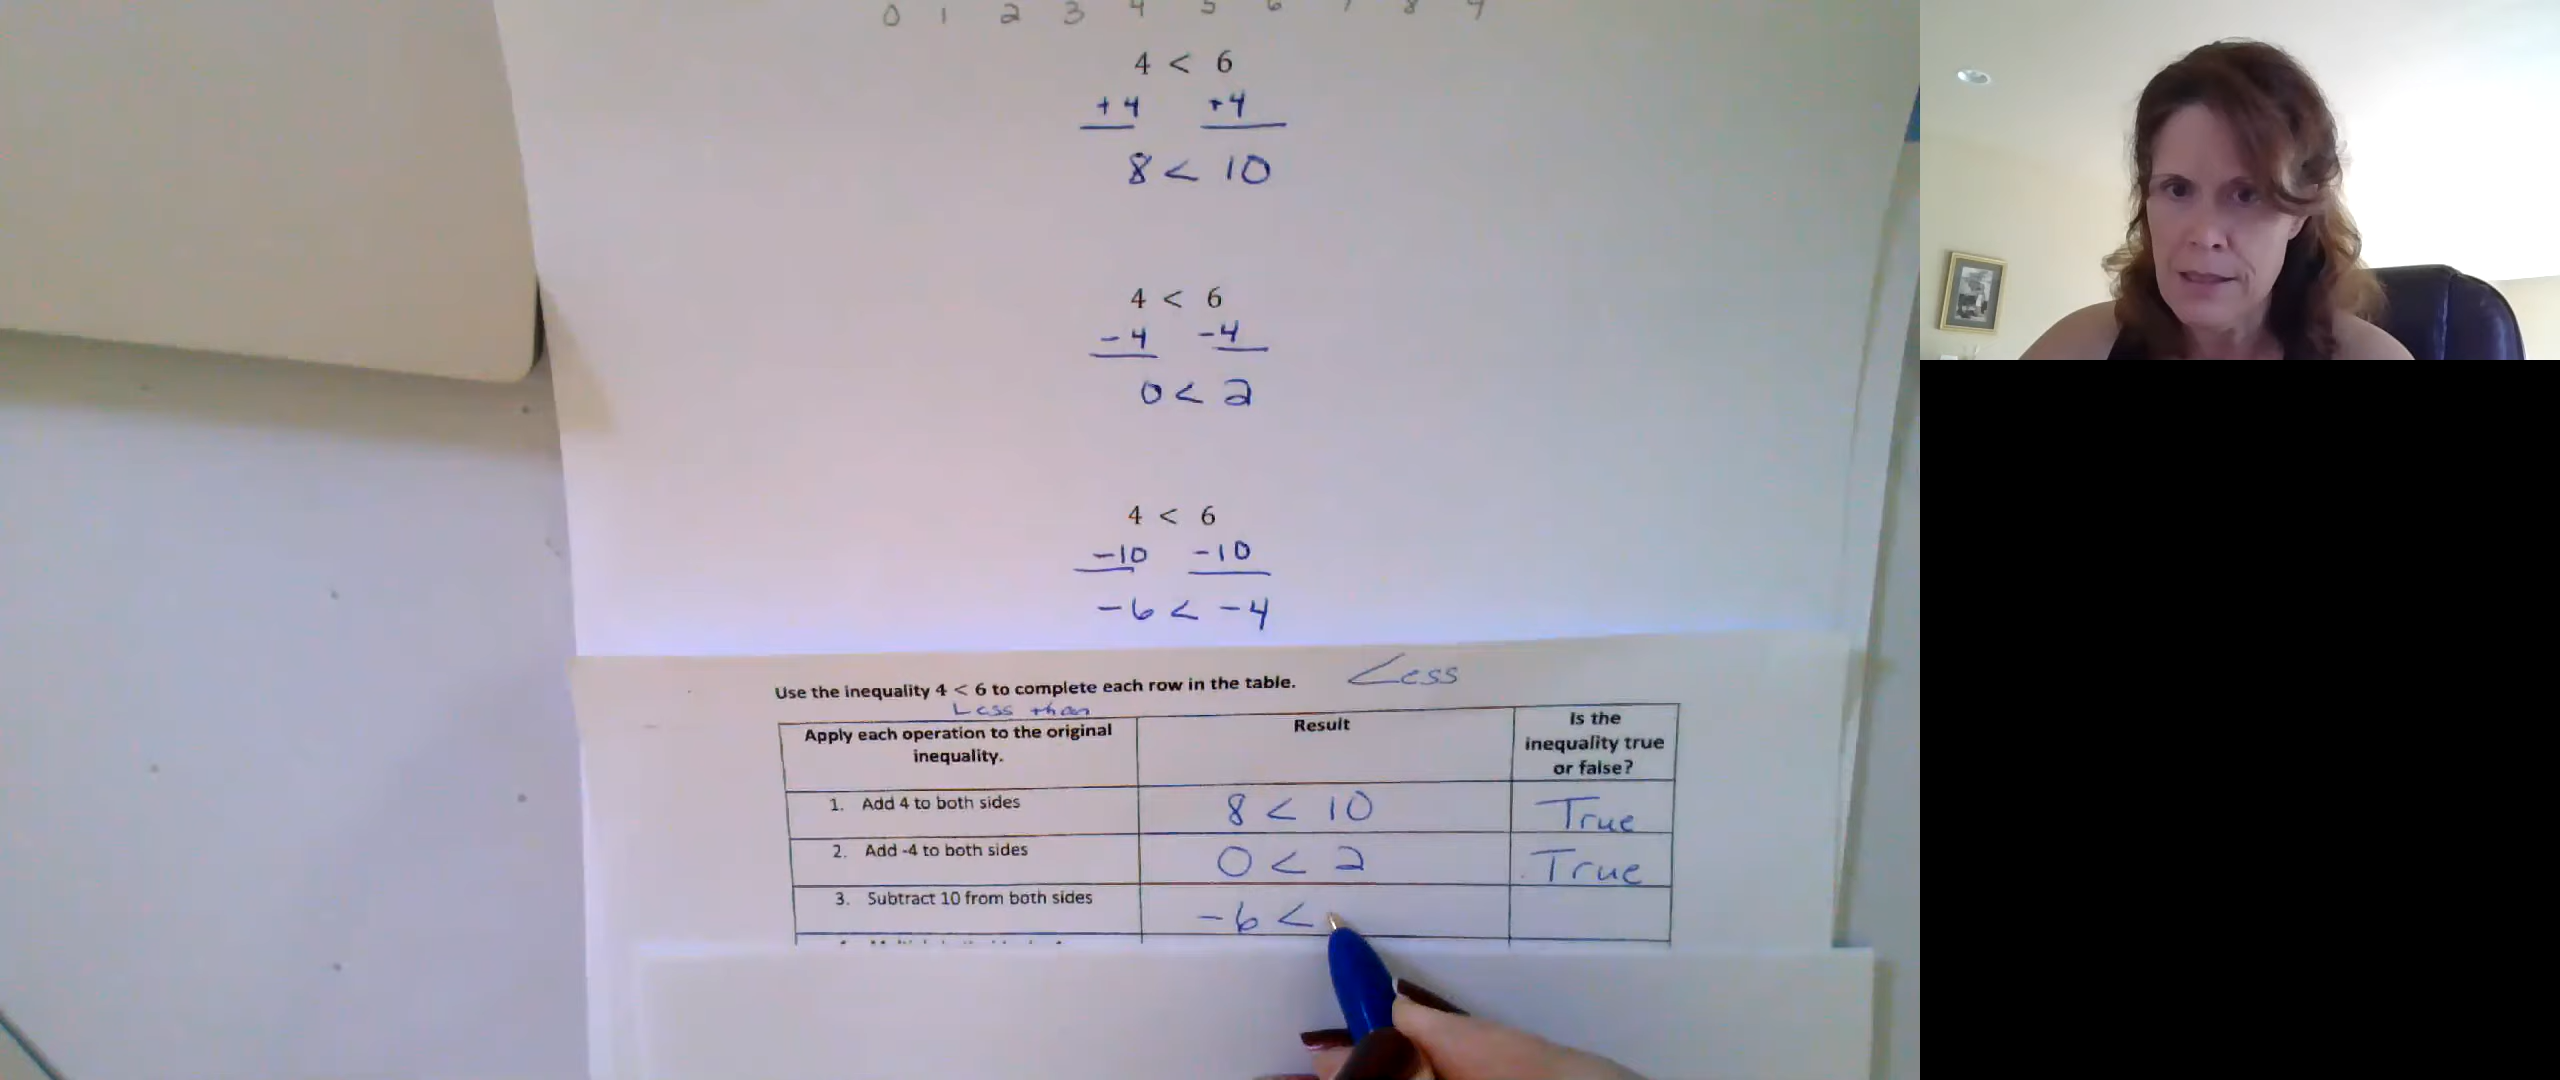 0 1 2 3 4 5 6 7 8 9
4 < 6
+4 +4
8 < 10
4 < 6
-4 -4
0 < 2
4 < 6
-10 -10
-6 < -4
Use the inequality 4 < 6 to complete each row in the table. Less
Less than
Apply each operation to the original inequality.
Result
Is the inequality true or false?
1. Add 4 to both sides 8 < 10 True
2. Add -4 to both sides 0 < 2 True
3. Subtract 10 from both sides -6 <